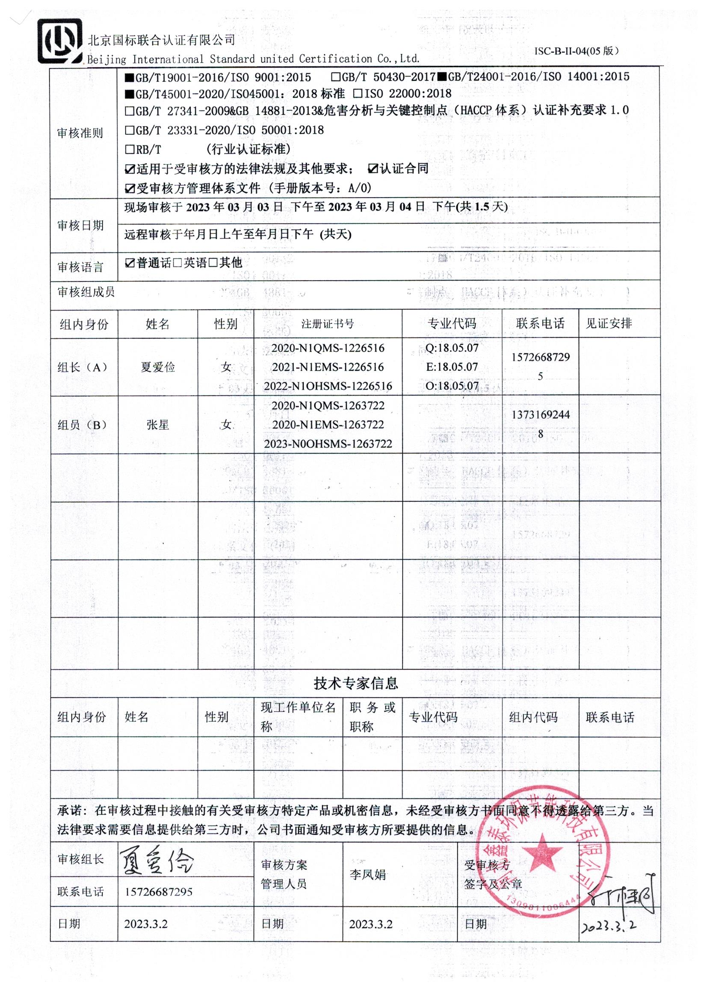 北京国标联合认证有限公司
Beijing International Standard united Certification Co.,Ltd.
ISC-B-II-04(05 版）
审核准则
■GB/T19001-2016/ISO 9001:2015 □GB/T 50430-2017■GB/T24001-2016/ISO 14001:2015
■GB/T45001-2020/ISO45001：2018 标准 □ISO 22000:2018
□GB/T 27341-2009&GB 14881-2013&危害分析与关键控制点（HACCP 体系）认证补充要求 1.0
□GB/T 23331-2020/ISO 50001:2018
□RB/T (行业认证标准)
☑适用于受审核方的法律法规及其他要求； ☑认证合同
☑受审核方管理体系文件（手册版本号：A/0)
审核日期
现场审核于 2023 年 03 月 03 日 下午至 2023 年 03 月 04 日 下午(共 1.5 天)
远程审核于年月日上午至年月日下午 (共天)
审核语言
☑普通话□英语□其他
审核组成员
组内身份 姓名 性别 注册证书号 专业代码 联系电话 见证安排
组长（A） 夏爱俭 女
2020-N1QMS-1226516
2021-N1EMS-1226516
2022-N1OHSMS-1226516
Q:18.05.07
E:18.05.07
O:18.05.07
1572668729
5
组员（B） 张星 女
2020-N1QMS-1263722
2020-N1EMS-1263722
2023-N0OHSMS-1263722
1373169244
8
技术专家信息
组内身份 姓名 性别
现工作单位名
称
职 务 或
职称
专业代码 组内代码 联系电话
承诺：在审核过程中接触的有关受审核方特定产品或机密信息，未经受审核方书面同意不得透露给第三方。当
法律要求需要信息提供给第三方时，公司书面通知受审核方所要提供的信息。
审核组长 夏爱俭
联系电话 15726687295
审核方案
管理人员
李凤娟
受审核方
签字及公章
环保节能科技有限公司
1309811006444
日期 2023.3.2
日期 2023.3.2
日期 2023.3.2